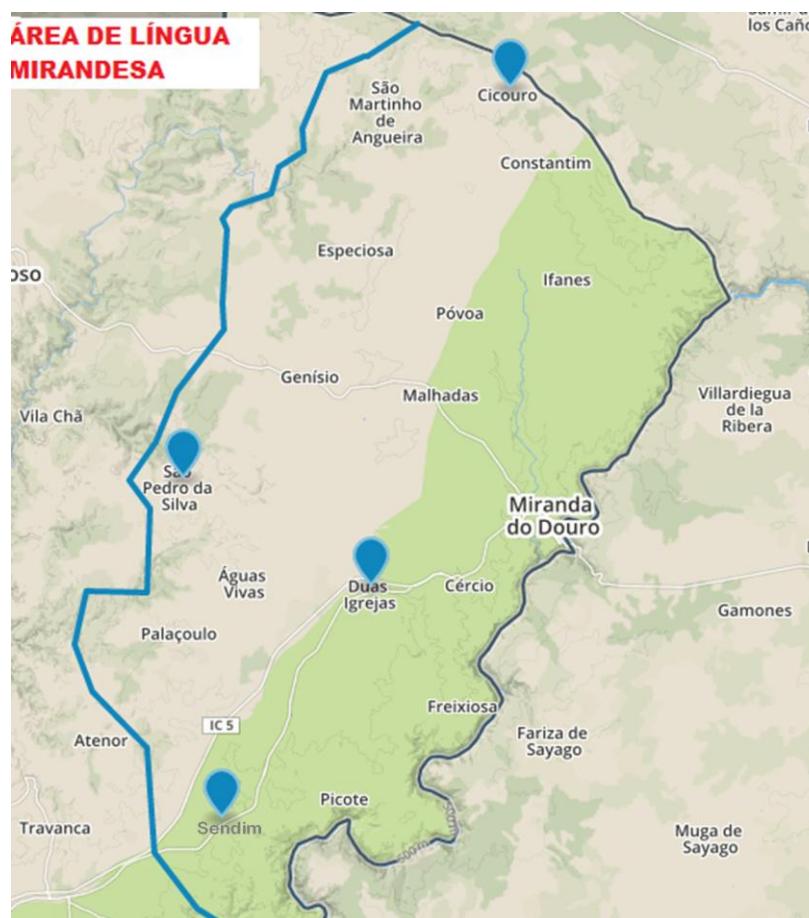 ÁREA DE LÍNGUA
MIRANDESA
los Caño
Cicouro
São
Martinho
de
Angueira
Constantim
Especiosa
oso
Ifanes
Póvoa
Genísio
Malhadas
Villardiegua
de la
Ribera
Vila Chã
São
Pedro da
Silva
Miranda
do Douro
Águas
Vivas
Duas
Igrejas
Cércio
Gamones
Palaçoulo
Freixiosa
IC 5
Atenor
Fariza de
Sayago
Picote
Sendim
Travanca
500 m
500 m
Muga de
Sayago